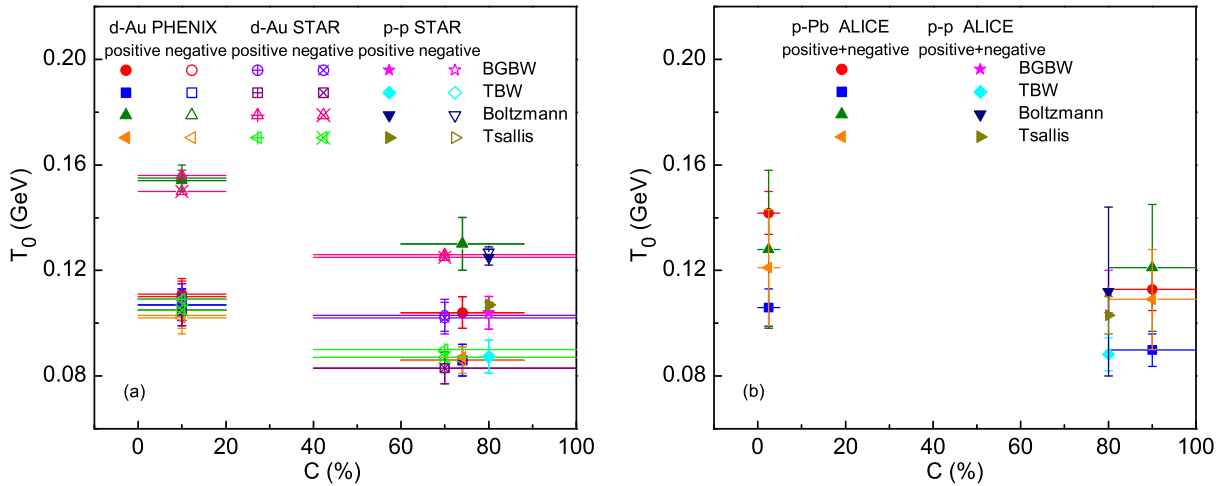 d-Au PHENIX d-Au STAR p-p STAR
positive negative positive negative positive negative
BGBW
TBW
Boltzmann
Tsallis
0.20
0.16
0.12
0.08
T0 (GeV)
(a)
0 20 40 60 80 100
C (%)
p-Pb ALICE p-p ALICE
positive+negative positive+negative
BGBW
TBW
Boltzmann
Tsallis
0.20
0.16
0.12
0.08
T0 (GeV)
(b)
0 20 40 60 80 100
C (%)